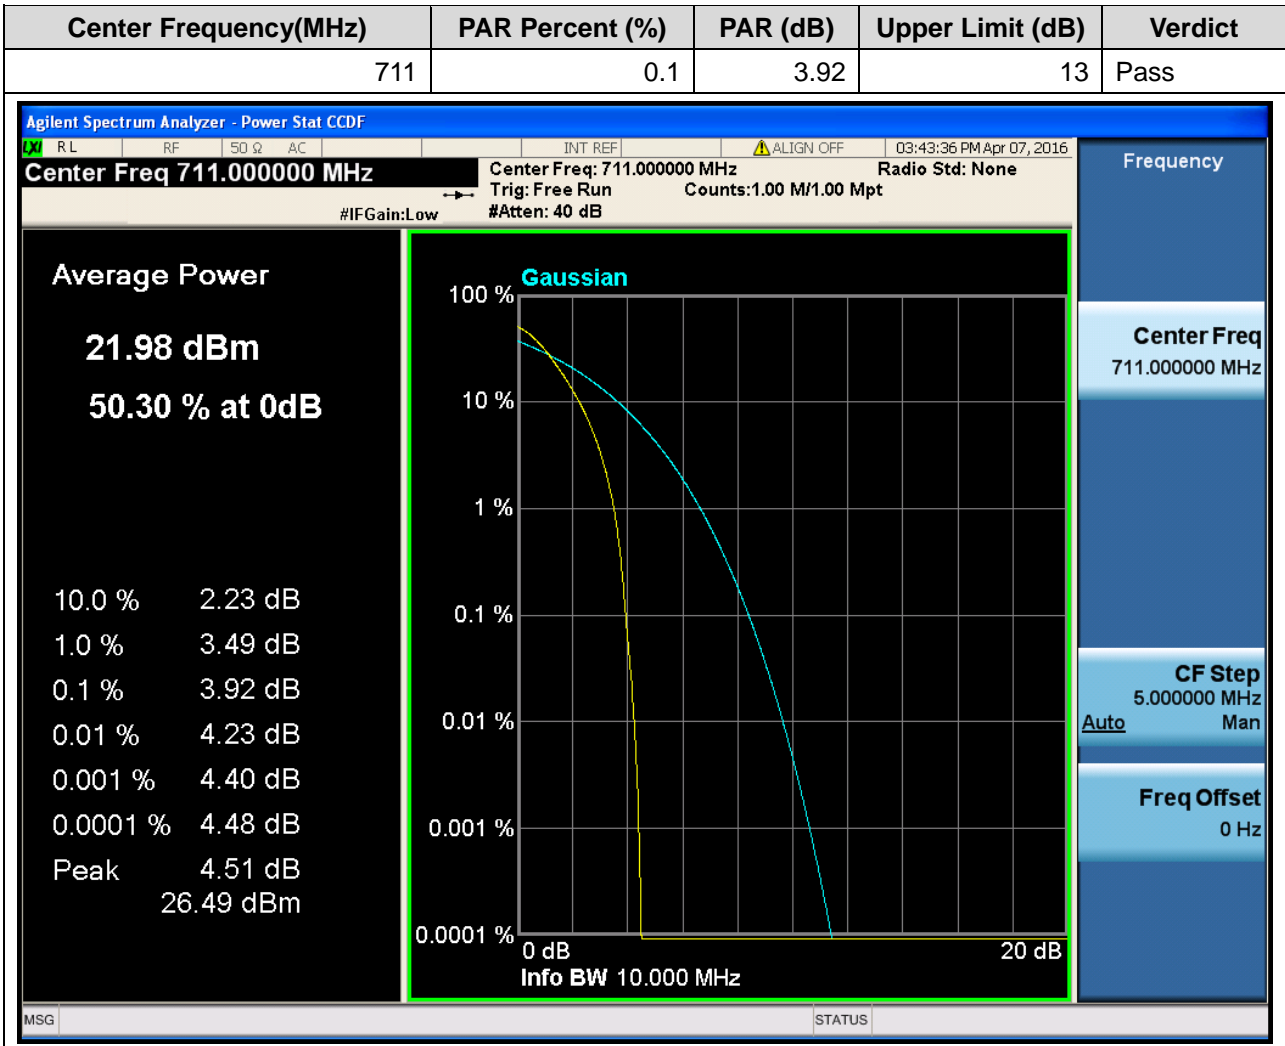 Center Frequency(MHz) PAR Percent (%) PAR (dB) Upper Limit (dB) Verdict
711 0.1 3.92 13 Pass
Agilent Spectrum Analyzer - Power Stat CCDF
LXI RL RF 50 Ω AC INT REF ALIGN OFF 03:43:36 PM Apr 07, 2016
Center Freq 711.000000 MHz
Center Freq: 711.000000 MHz Radio Std: None
Trig: Free Run Counts:1.00 M/1.00 Mpt
#IFGain:Low #Atten: 40 dB
Frequency
Average Power
21.98 dBm
50.30 % at 0dB
10.0 % 2.23 dB
1.0 % 3.49 dB
0.1 % 3.92 dB
0.01 % 4.23 dB
0.001 % 4.40 dB
0.0001 % 4.48 dB
Peak 4.51 dB
26.49 dBm
Gaussian
100 %
10 %
1 %
0.1 %
0.01 %
0.001 %
0.0001 %
0 dB 20 dB
Info BW 10.000 MHz
Center Freq
711.000000 MHz
CF Step
5.000000 MHz
Auto Man
Freq Offset
0 Hz
MSG STATUS